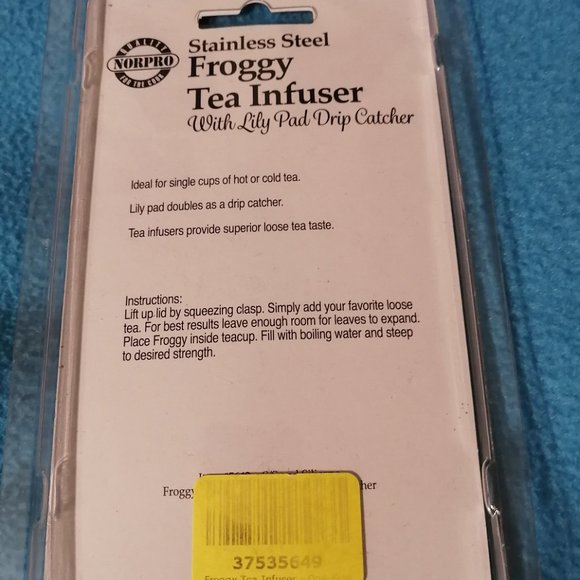 QUALITY
NORPRO
FOR THE COOK
Stainless Steel
Froggy
Tea Infuser
With Lily Pad Drip Catcher
Ideal for single cups of hot or cold tea.
Lily pad doubles as a drip catcher.
Tea infusers provide superior loose tea taste.
Instructions:
Lift up lid by squeezing clasp. Simply add your favorite loose
tea. For best results leave enough room for leaves to expand.
Place Froggy inside teacup. Fill with boiling water and steep
to desired strength.
Froggy
37535649
Froggy Tea Infuser